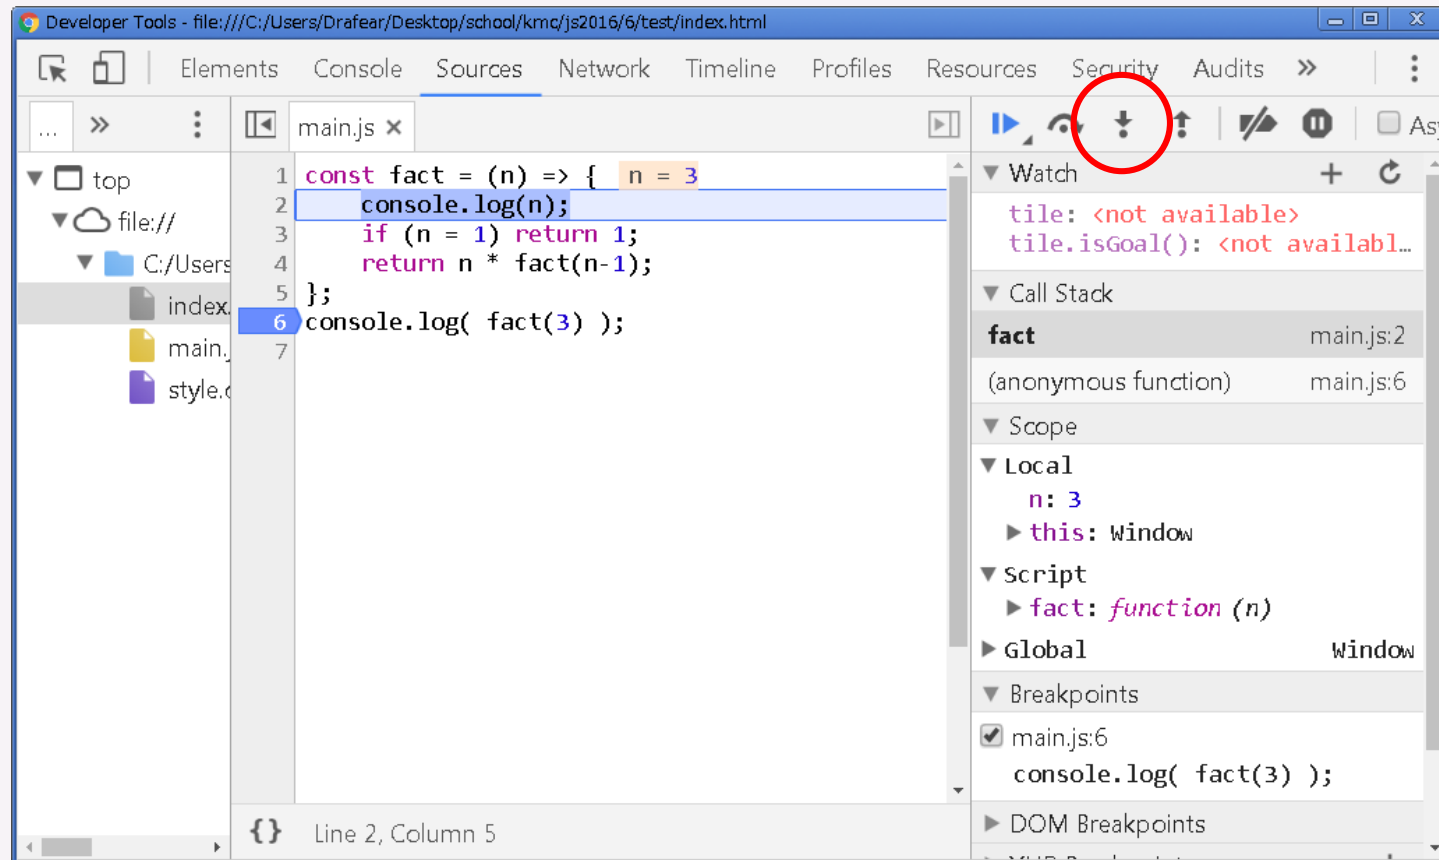 Developer Tools - file:///C:/Users/Drafear/Desktop/school/kmc/js2016/6/test/index.html
Elements Console Sources Network Timeline Profiles Resources Security Audits »
... » main.js × As
top
file://
C:/Users
index.
main.
style.
1 const fact = (n) => { n = 3
2 console.log(n);
3 if (n = 1) return 1;
4 return n * fact(n-1);
5 };
6 console.log( fact(3) );
7
{} Line 2, Column 5
Watch
tile: <not available>
tile.isGoal(): <not availabl…
Call Stack
fact main.js:2
(anonymous function) main.js:6
Scope
Local
n: 3
this: Window
Script
fact: function (n)
Global Window
Breakpoints
main.js:6
console.log( fact(3) );
DOM Breakpoints